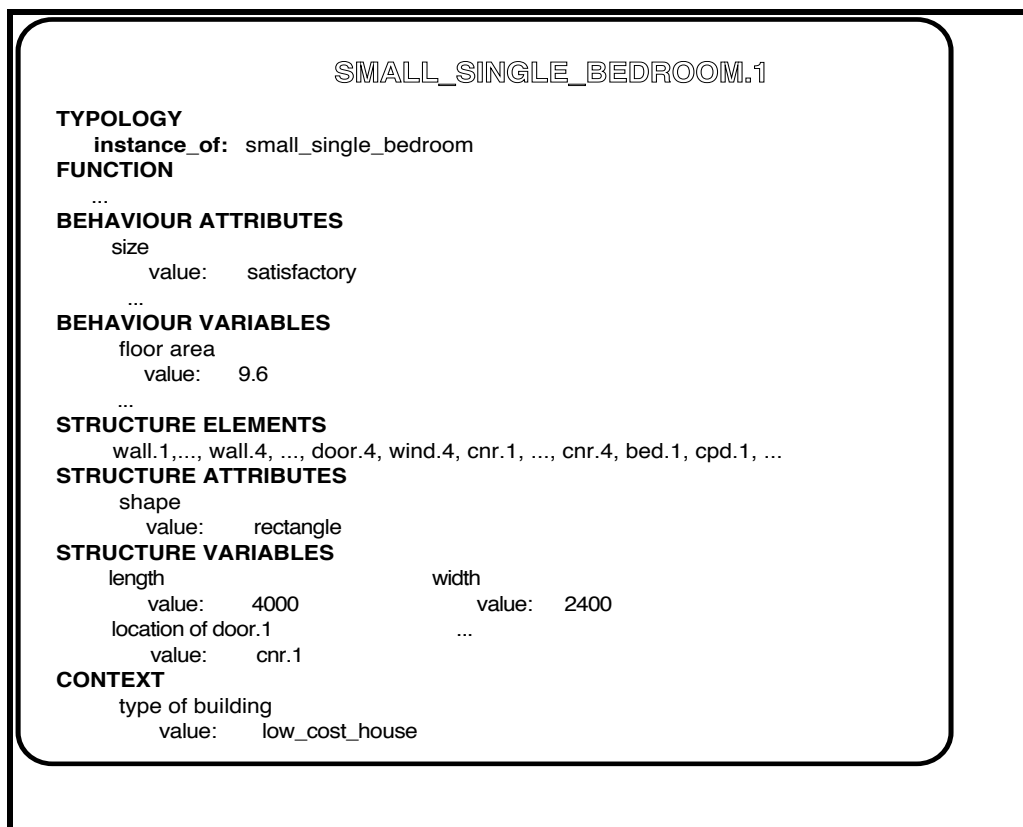 SMALL_SINGLE_BEDROOM.1
TYPOLOGY
instance_of: small_single_bedroom
FUNCTION
...
BEHAVIOUR ATTRIBUTES
size
value: satisfactory
...
BEHAVIOUR VARIABLES
floor area
value: 9.6
...
STRUCTURE ELEMENTS
wall.1,..., wall.4, ..., door.4, wind.4, cnr.1, ..., cnr.4, bed.1, cpd.1, ...
STRUCTURE ATTRIBUTES
shape
value: rectangle
STRUCTURE VARIABLES
length width
value: 4000 value: 2400
location of door.1 ...
value: cnr.1
CONTEXT
type of building
value: low_cost_house